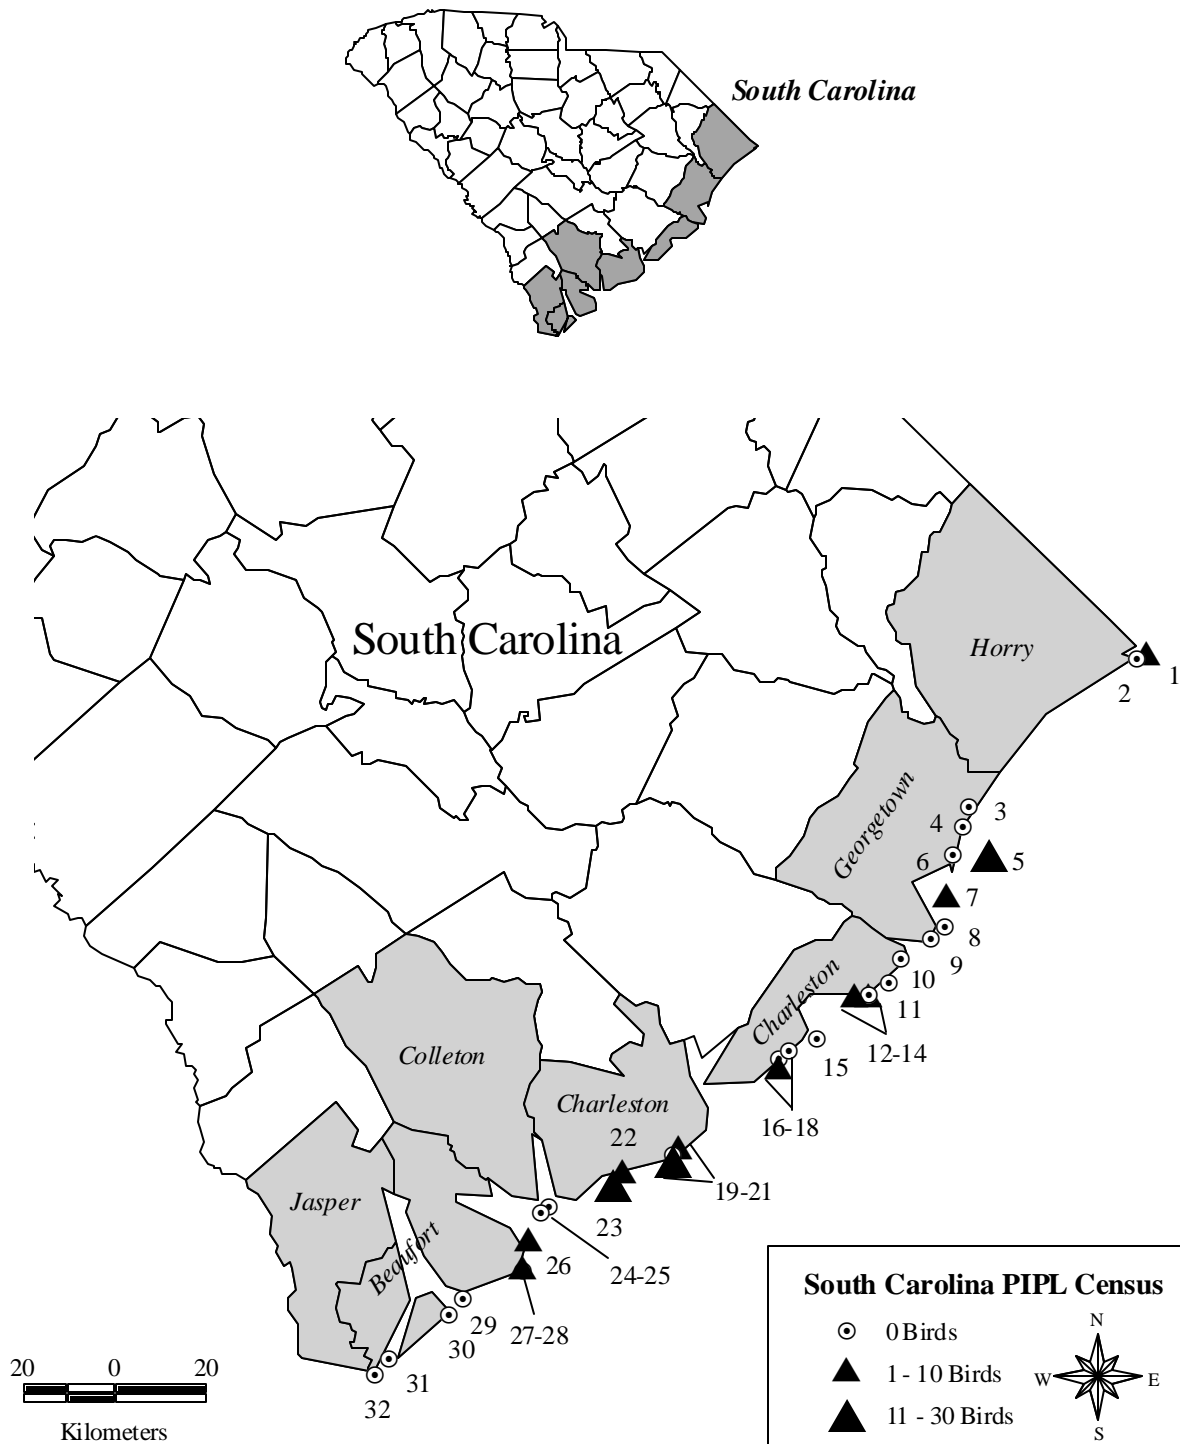 South Carolina
South Carolina
Horry
1
2
Georgetown
3
4
5
6
7
8
9
10
11
Charleston
12-14
15
Colleton
Charleston
16-18
22
19-21
Jasper
23
Beaufort
26
24-25
29
27-28
30
31
32
20 0 20
Kilometers
South Carolina PIPL Census
0 Birds
1 - 10 Birds
11 - 30 Birds
N
W E
S